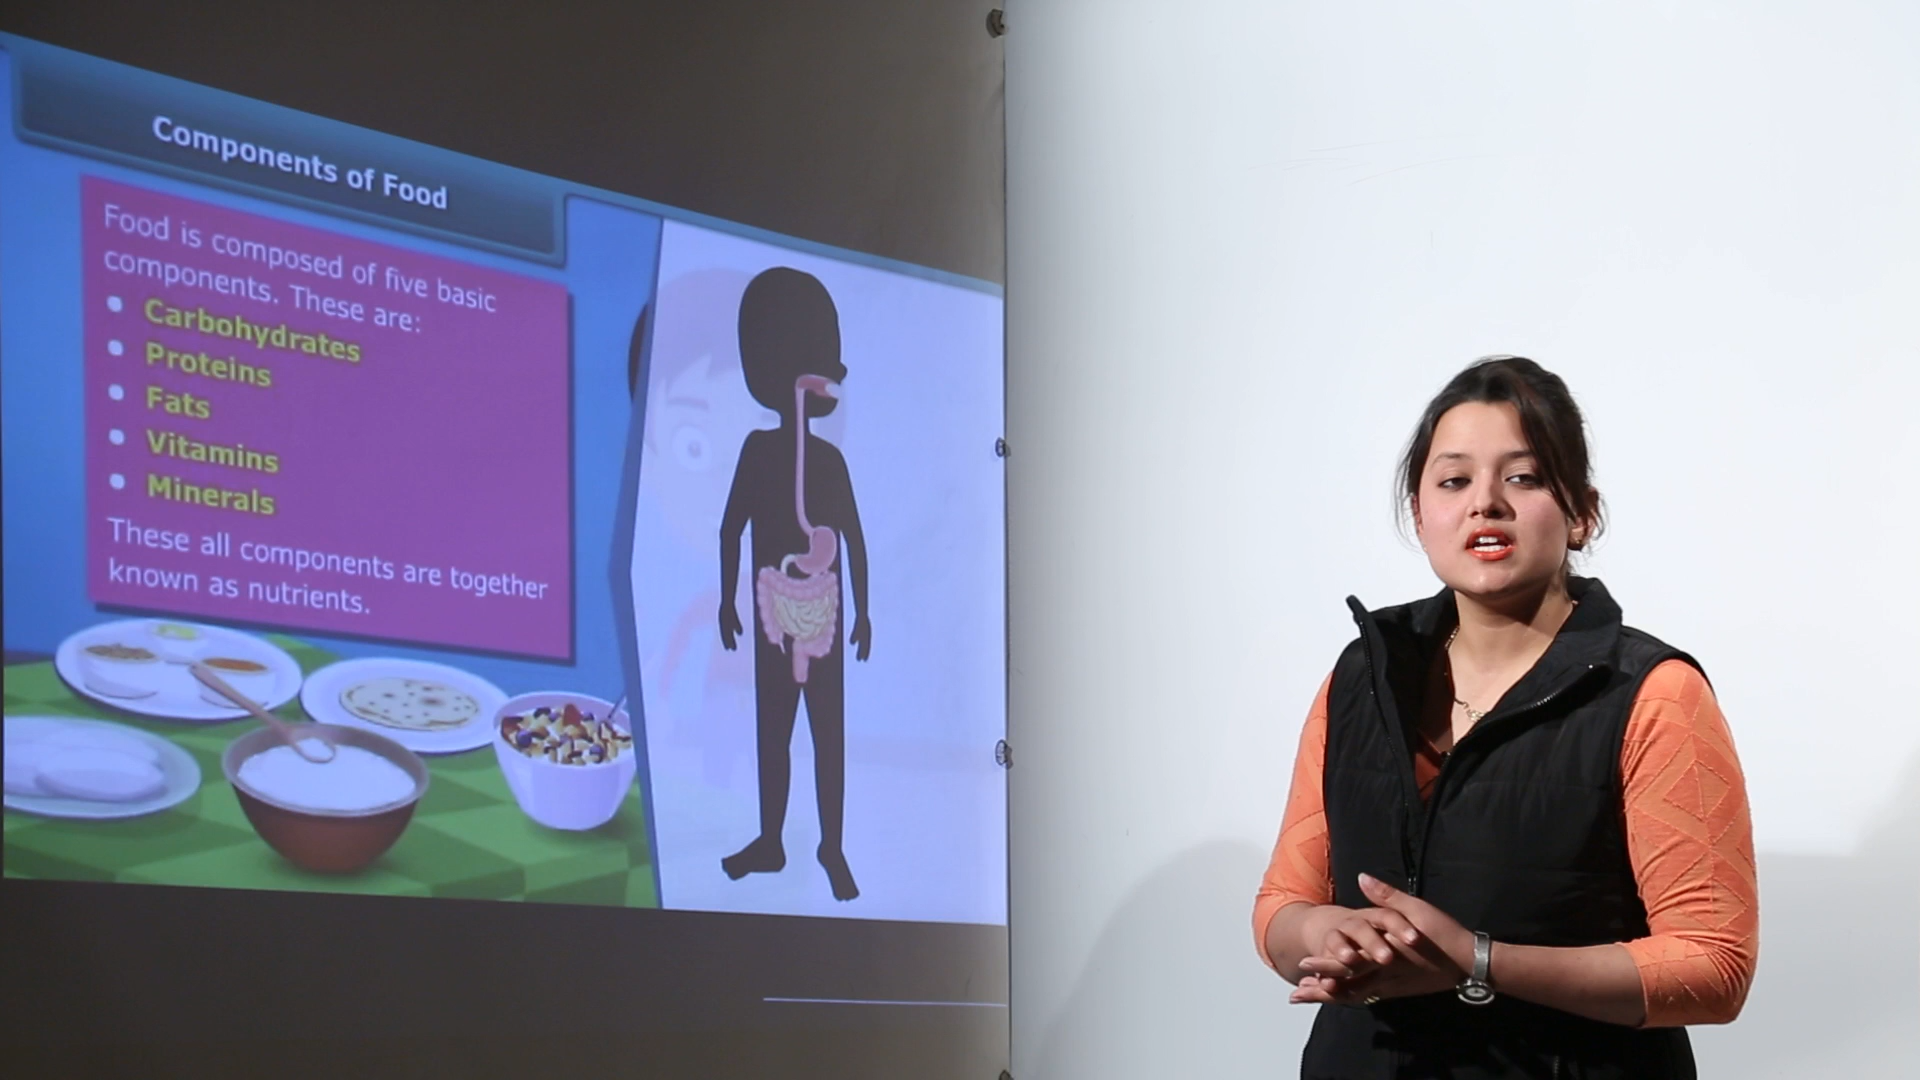 Components of Food
Food is composed of five basic
components. These are:
• Carbohydrates
• Proteins
• Fats
• Vitamins
• Minerals
These all components are together
known as nutrients.